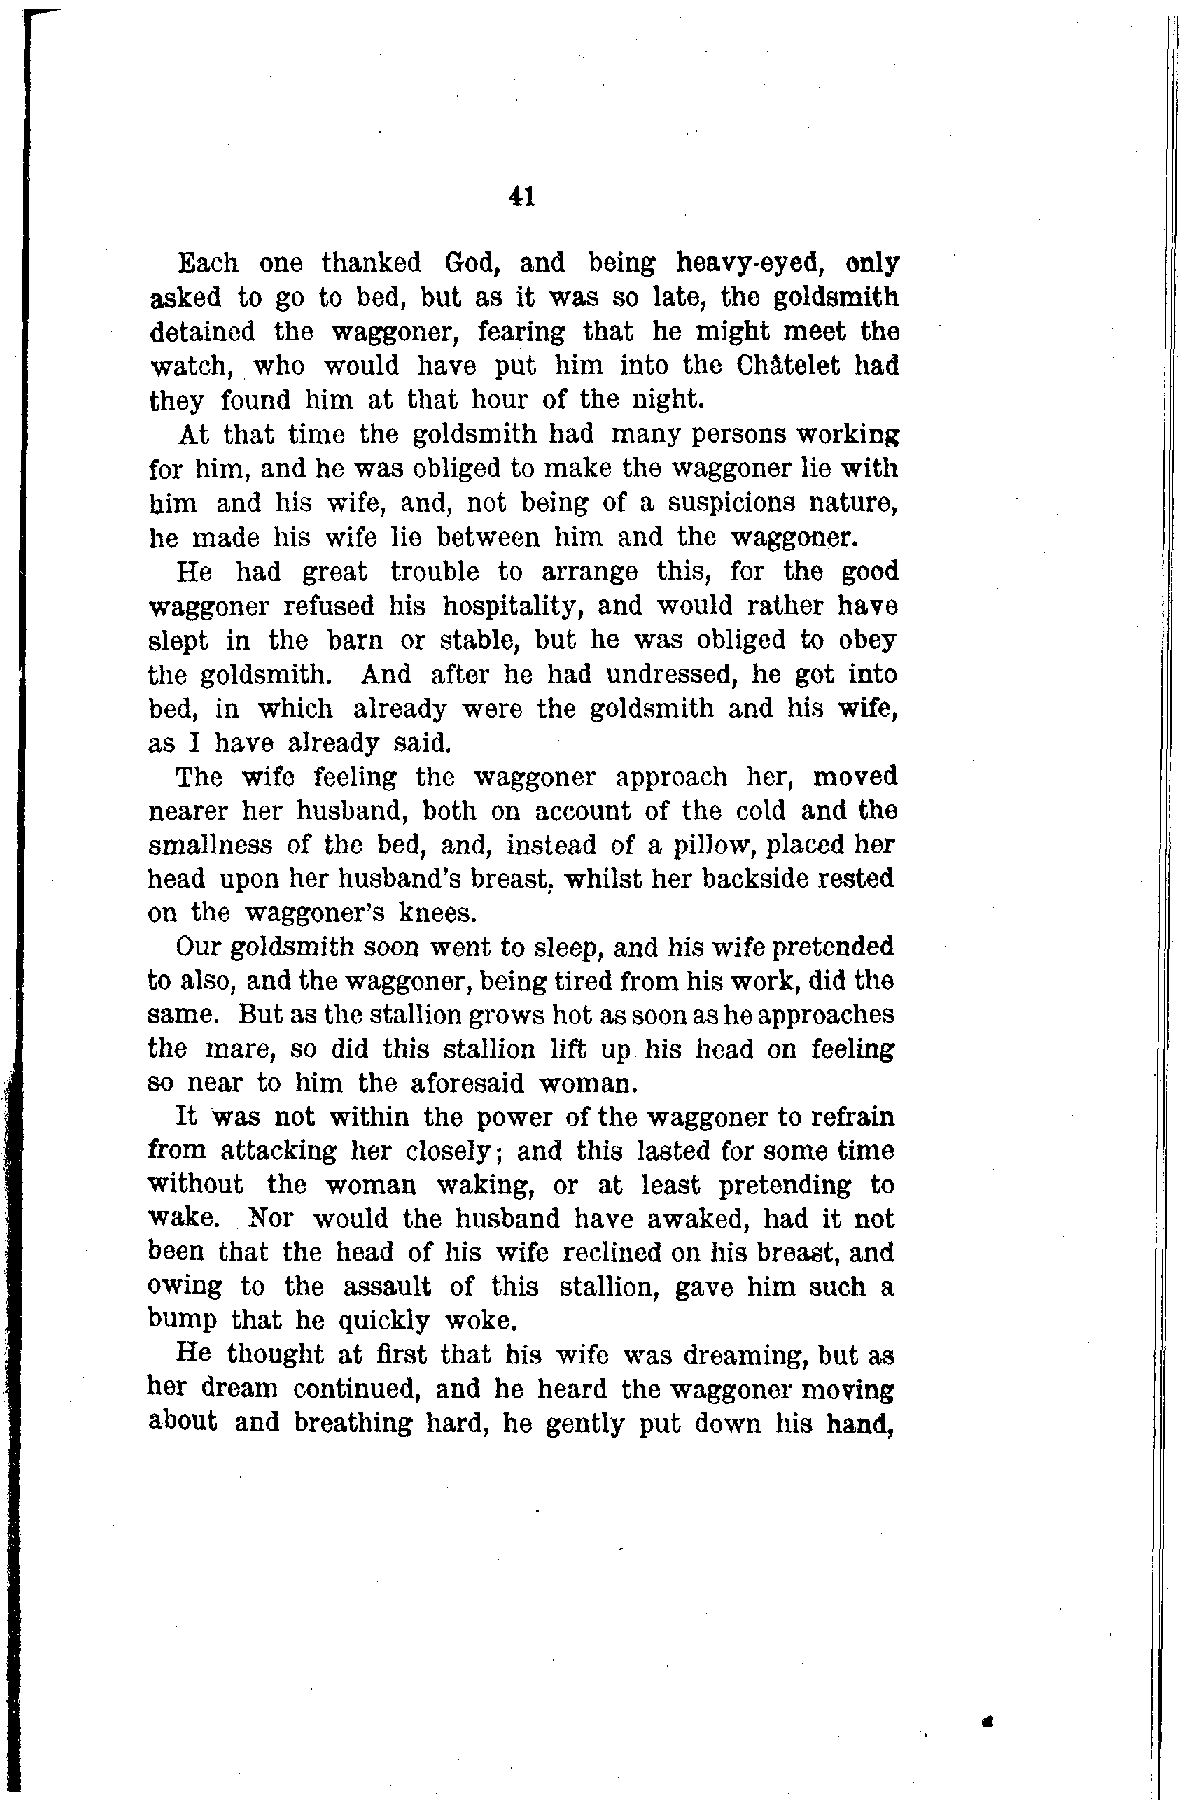 41
Each one thanked God, and being heavy-eyed, only
asked to go to bed, but as it was so late, the goldsmith
detained the waggoner, fearing that he might meet the
watch, who would have put him into the Châtelet had
they found him at that hour of the night.
At that time the goldsmith had many persons working
for him, and he was obliged to make the waggoner lie with
him and his wife, and, not being of a suspicions nature,
he made his wife lie between him and the waggoner.
He had great trouble to arrange this, for the good
waggoner refused his hospitality, and would rather have
slept in the barn or stable, but he was obliged to obey
the goldsmith. And after he had undressed, he got into
bed, in which already were the goldsmith and his wife,
as I have already said.
The wife feeling the waggoner approach her, moved
nearer her husband, both on account of the cold and the
smallness of the bed, and, instead of a pillow, placed her
head upon her husband's breast, whilst her backside rested
on the waggoner's knees.
Our goldsmith soon went to sleep, and his wife pretended
to also, and the waggoner, being tired from his work, did the
same. But as the stallion grows hot as soon as he approaches
the mare, so did this stallion lift up his head on feeling
so near to him the aforesaid woman.
It was not within the power of the waggoner to refrain
from attacking her closely; and this lasted for some time
without the woman waking, or at least pretending to
wake. Nor would the husband have awaked, had it not
been that the head of his wife reclined on his breast, and
owing to the assault of this stallion, gave him such a
bump that he quickly woke.
He thought at first that his wife was dreaming, but as
her dream continued, and he heard the waggoner moving
about and breathing hard, he gently put down his hand,